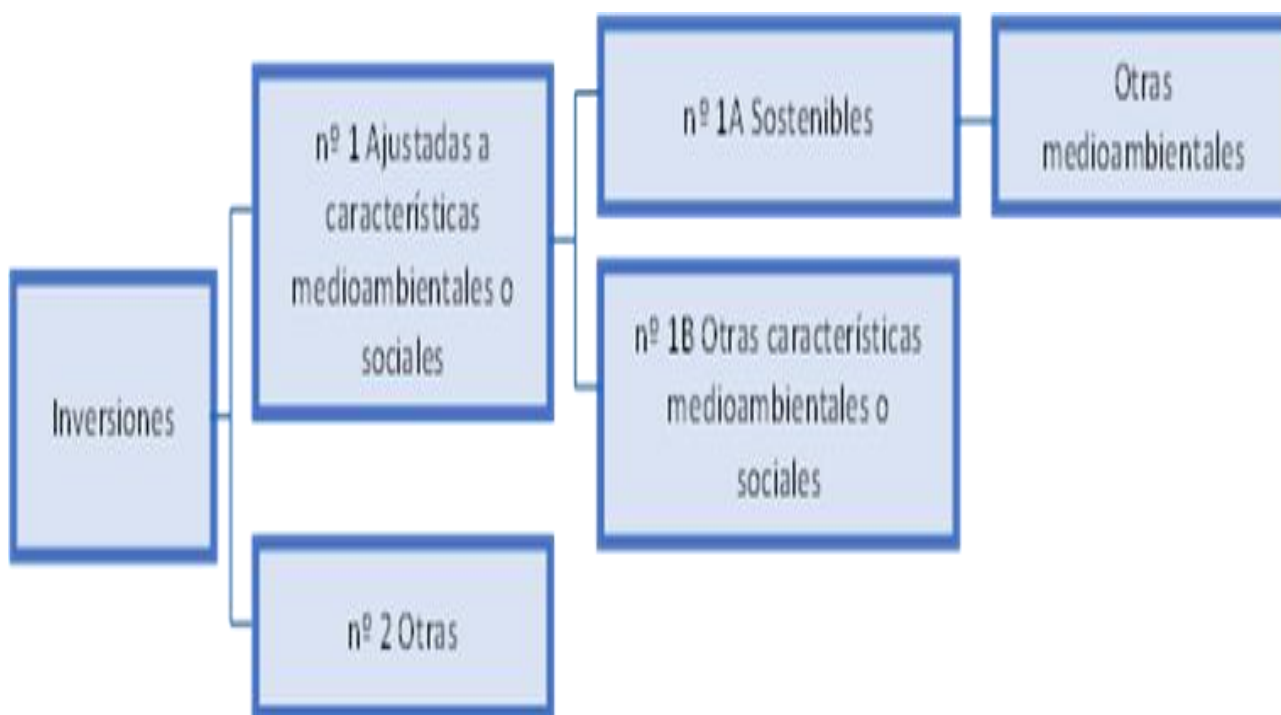 Inversiones
nº 1 Ajustadas a
características
medioambientales o
sociales
nº 2 Otras
nº 1A Sostenibles
nº 1B Otras características
medioambientales o
sociales
Otras
medioambientales